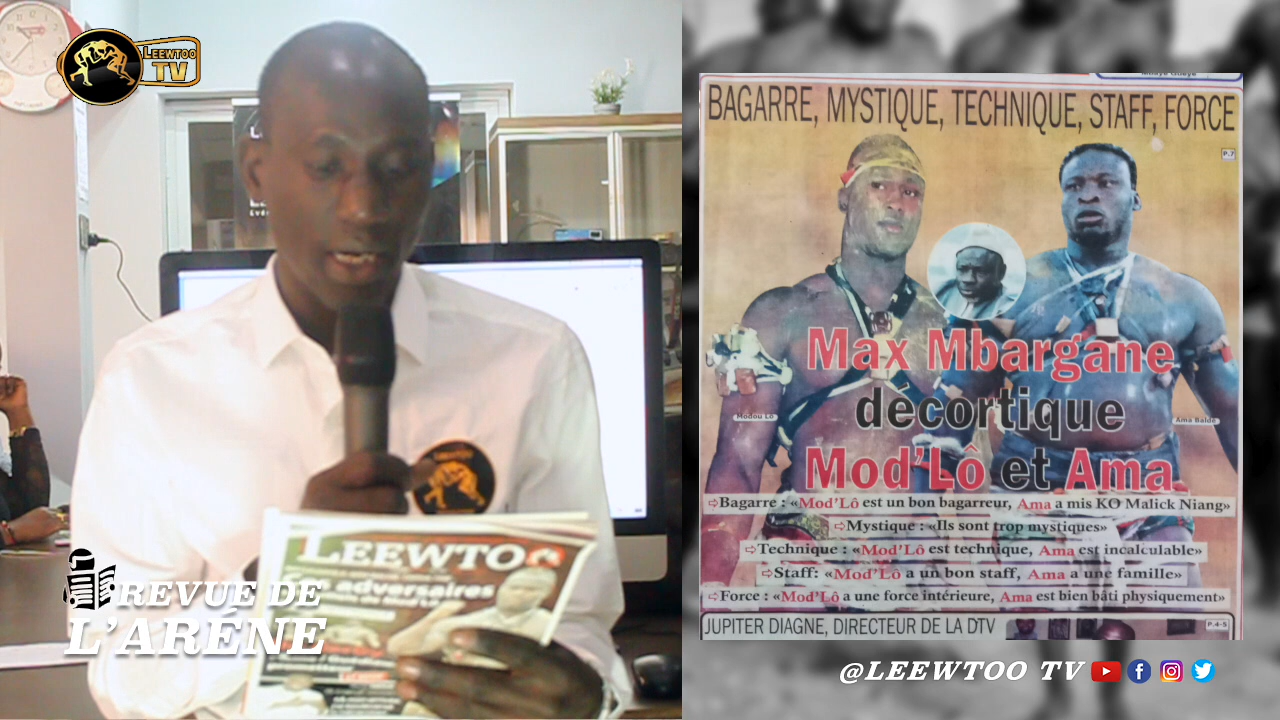 LEEWTOO
TV
LEEWTOO
adversaires
REVUE DE
L'ARÈNE
BAGARRE, MYSTIQUE, TECHNIQUE, STAFF, FORCE
P.7
Modou Lô
Ama Baldé
Max Mbargane
décortique
Mod'Lô et Ama
⇨Bagarre : «Mod'Lô est un bon bagarreur, Ama a mis KO Malick Niang»
⇨Mystique : «Ils sont trop mystiques»
⇨Technique : «Mod'Lô est technique, Ama est incalculable»
⇨Staff: «Mod'Lô a un bon staff, Ama a une famille»
⇨Force : «Mod'Lô a une force intérieure, Ama est bien bâti physiquement»
JUPITER DIAGNE, DIRECTEUR DE LA DTV
P.4-5
@LEEWTOO TV